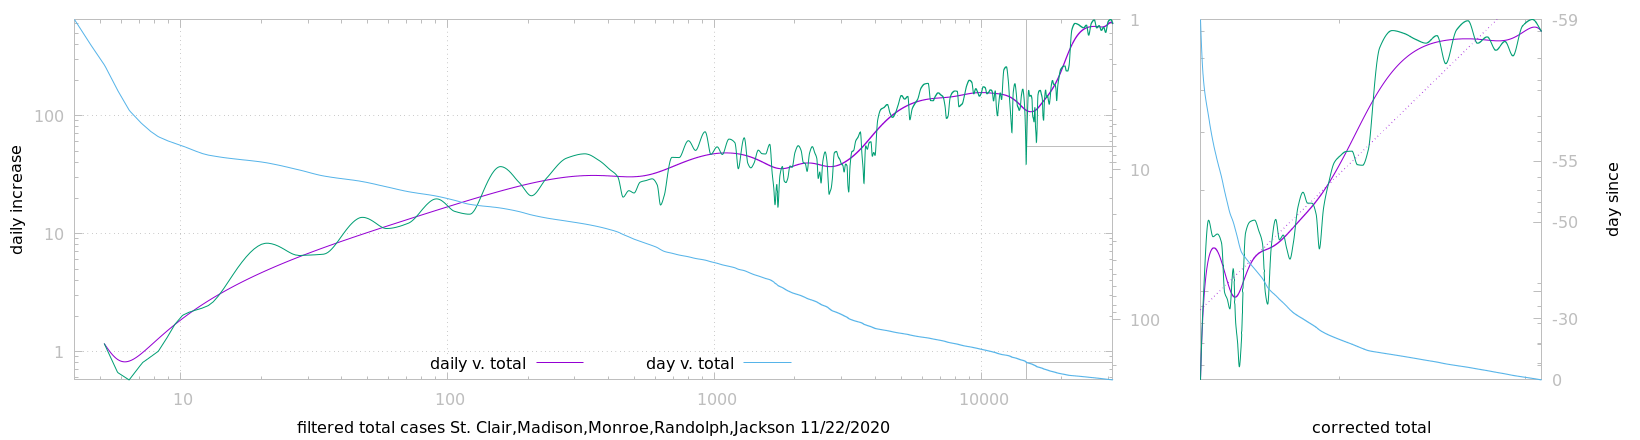 1
-59
100
daily increase
10
-55
day since
10
-50
100
-30
1
daily v. total
day v. total
0
10
100
1000
10000
filtered total cases St. Clair,Madison,Monroe,Randolph,Jackson 11/22/2020
corrected total